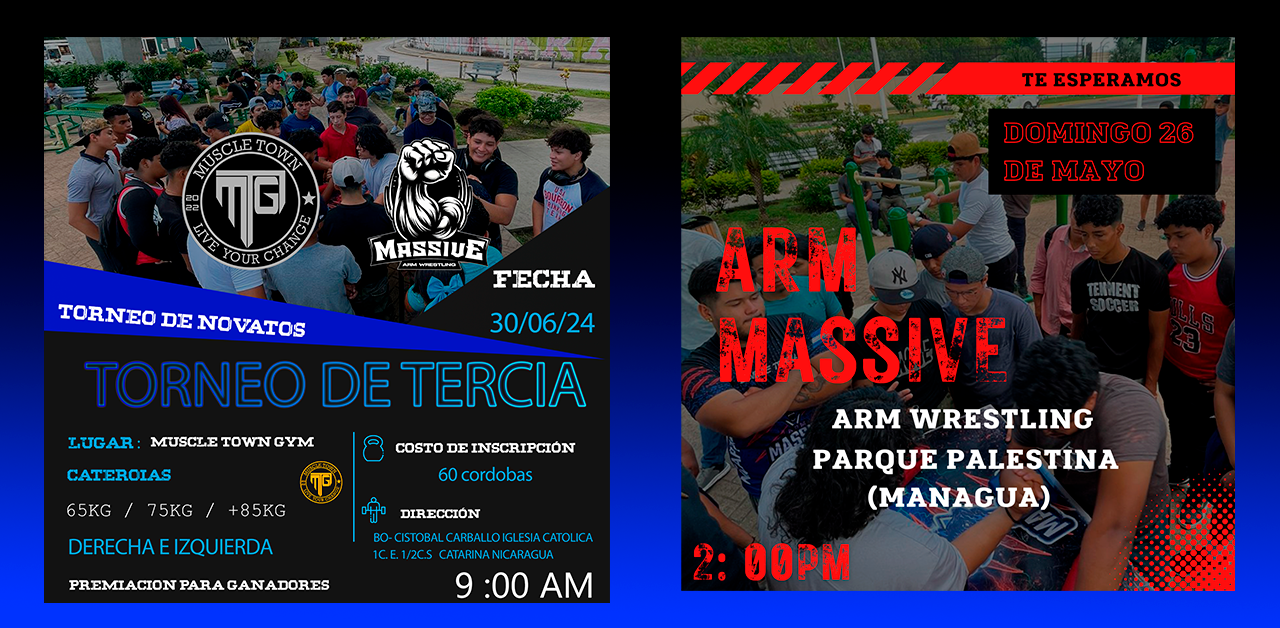 MUSCLE TOWN
MTG
2022
LIVE YOUR CHANGE
MASSIVE
ARM WRESTLING
FECHA
30/06/24
TORNEO DE NOVATOS
TORNEO DE TERCIA
LUGAR: MUSCLE TOWN GYM
CATEROIAS
65KG / 75KG / +85KG
DERECHA E IZQUIERDA
PREMIACION PARA GANADORES
COSTO DE INSCRIPCIÓN
60 cordobas
DIRECCIÓN
BO- CISTOBAL CARBALLO IGLESIA CATOLICA
1C. E. 1/2C.S CATARINA NICARAGUA
9 :00 AM
TE ESPERAMOS
DOMINGO 26
DE MAYO
ARM
MASSIVE
TENNENT
SOCCER
23
ARM WRESTLING
PARQUE PALESTINA
(MANAGUA)
2: 00PM